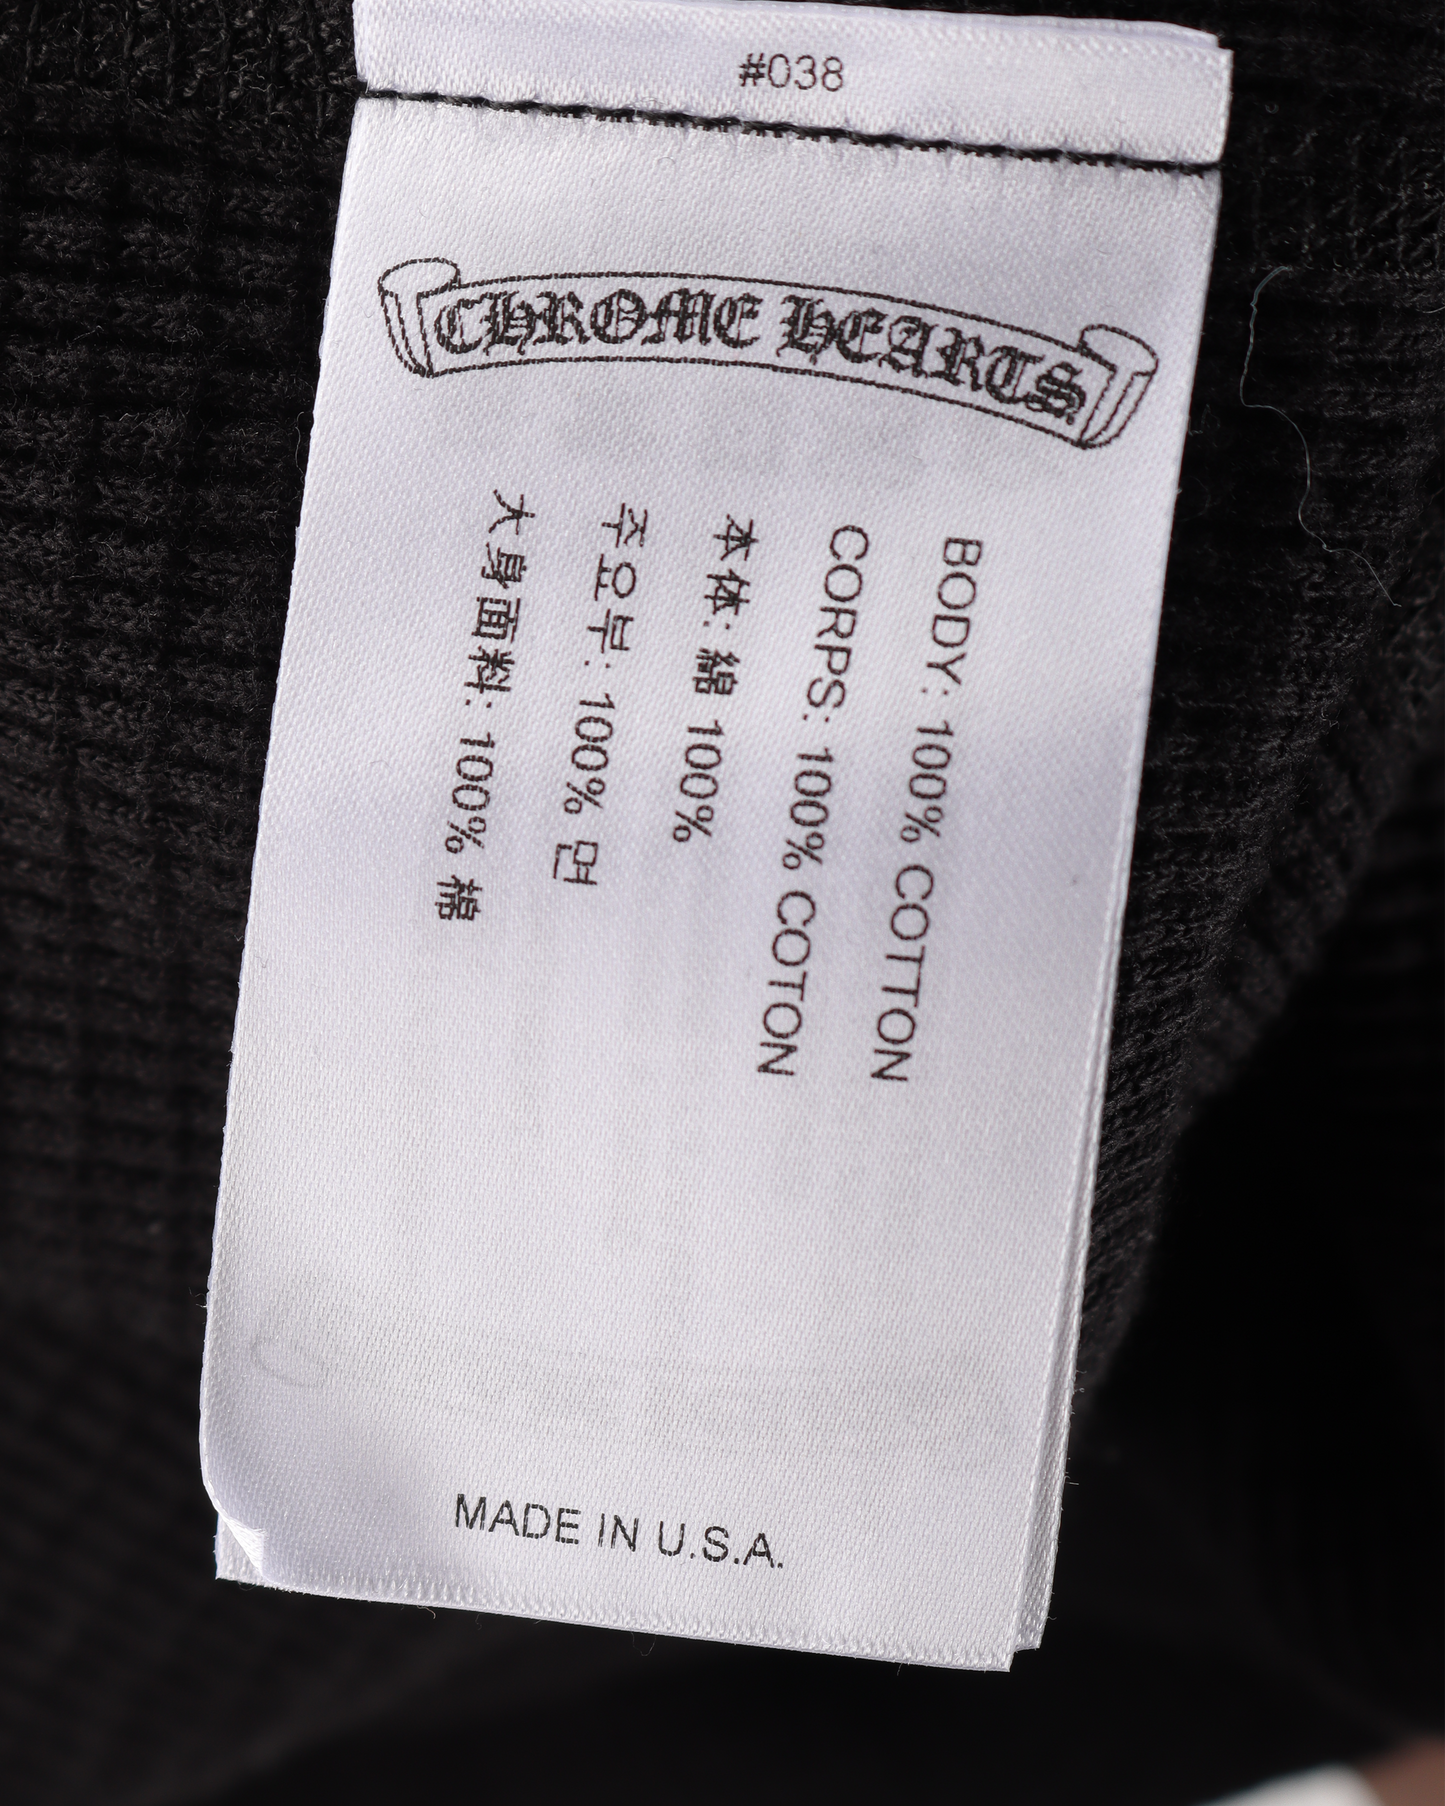 #038
CHROME HEARTS
BODY: 100% COTTON
CORPS: 100% COTON
本体: 綿 100%
주요부: 100% 면
大身面料: 100% 綿
MADE IN U.S.A.